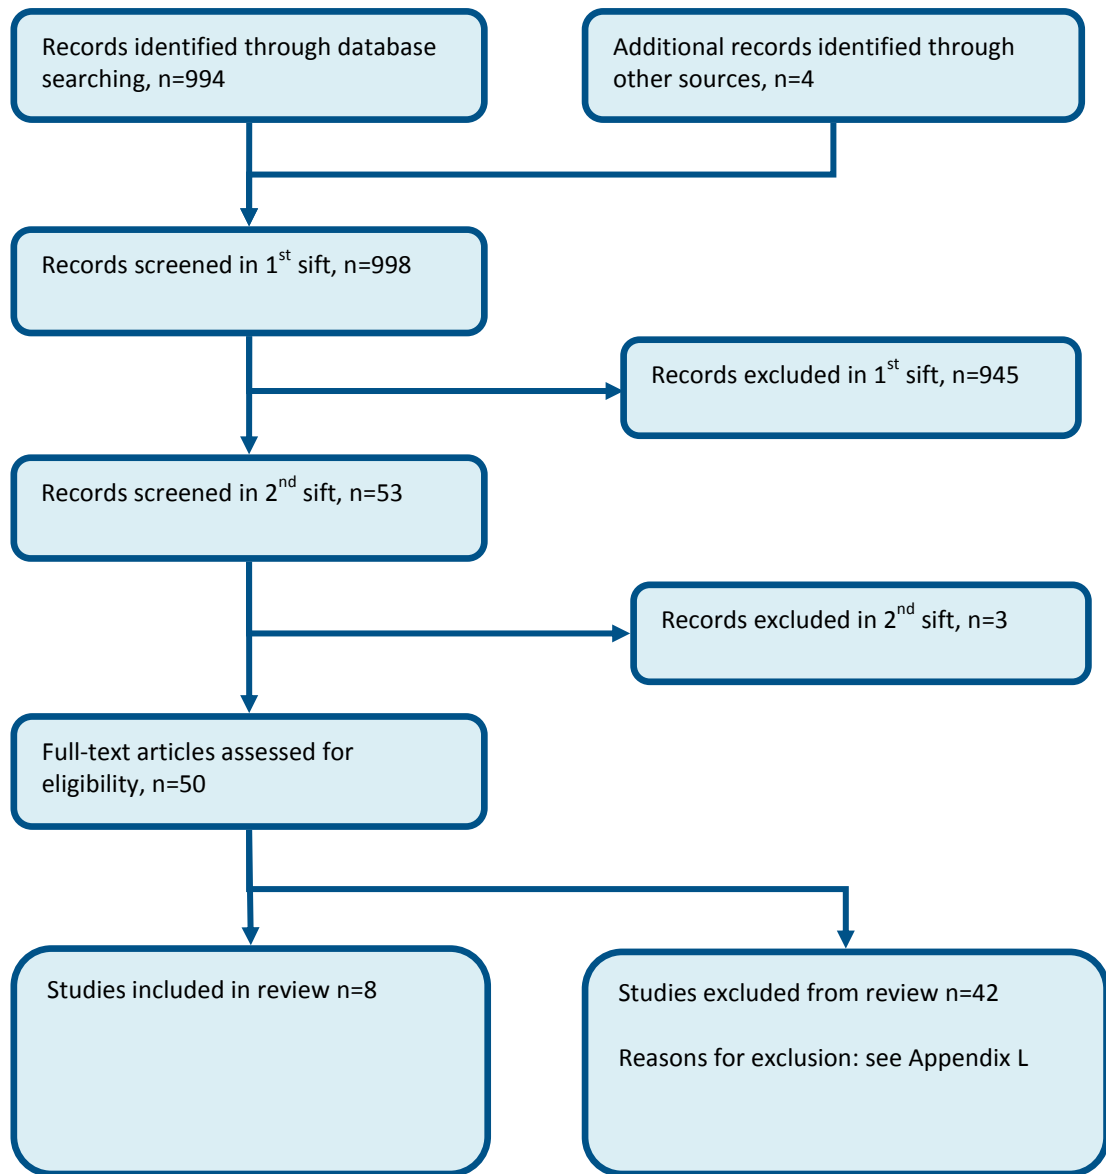 Records identified through database
searching, n=994
Additional records identified through
other sources, n=4
Records screened in 1st sift, n=998
Records excluded in 1st sift, n=945
Records screened in 2nd sift, n=53
Records excluded in 2nd sift, n=3
Full-text articles assessed for
eligibility, n=50
Studies included in review n=8
Studies excluded from review n=42
Reasons for exclusion: see Appendix L